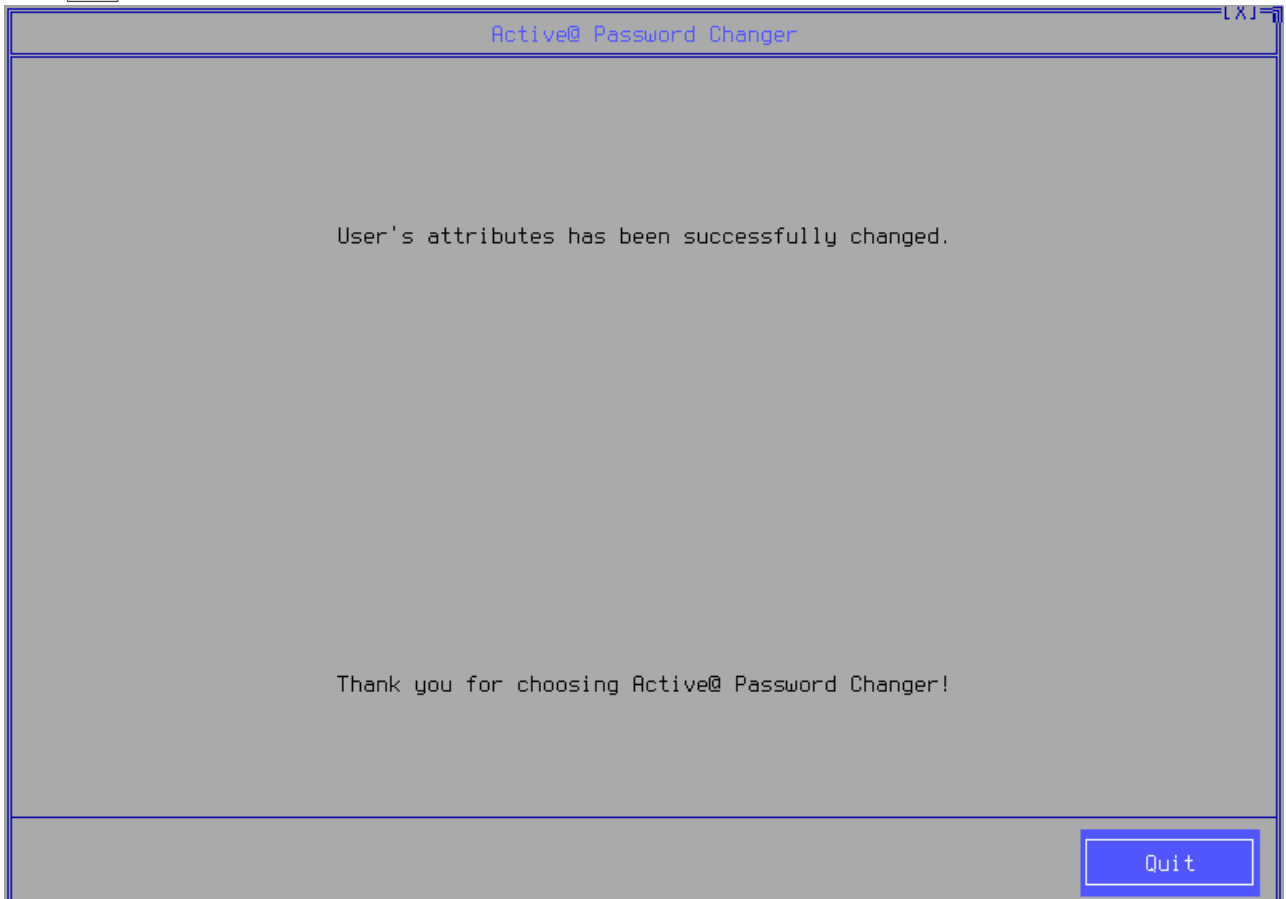 [X]
Active@ Password Changer
User's attributes has been successfully changed.
Thank you for choosing Active@ Password Changer!
Quit